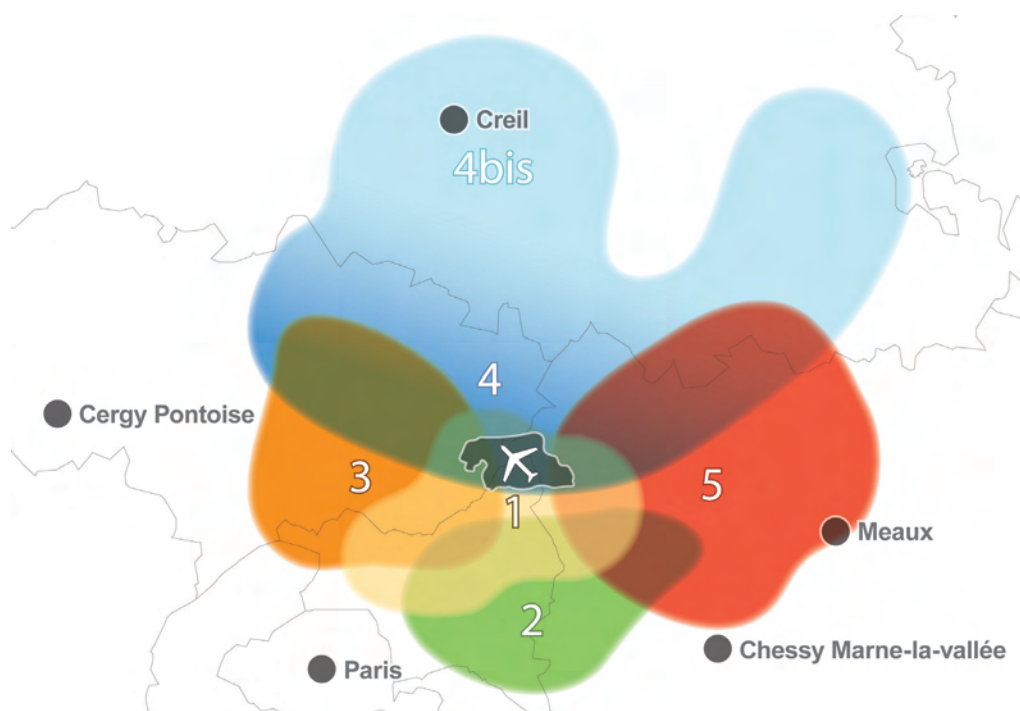 Creil
4bis
4
Cergy Pontoise
3
5
1
Meaux
2
Chessy Marne-la-vallée
Paris